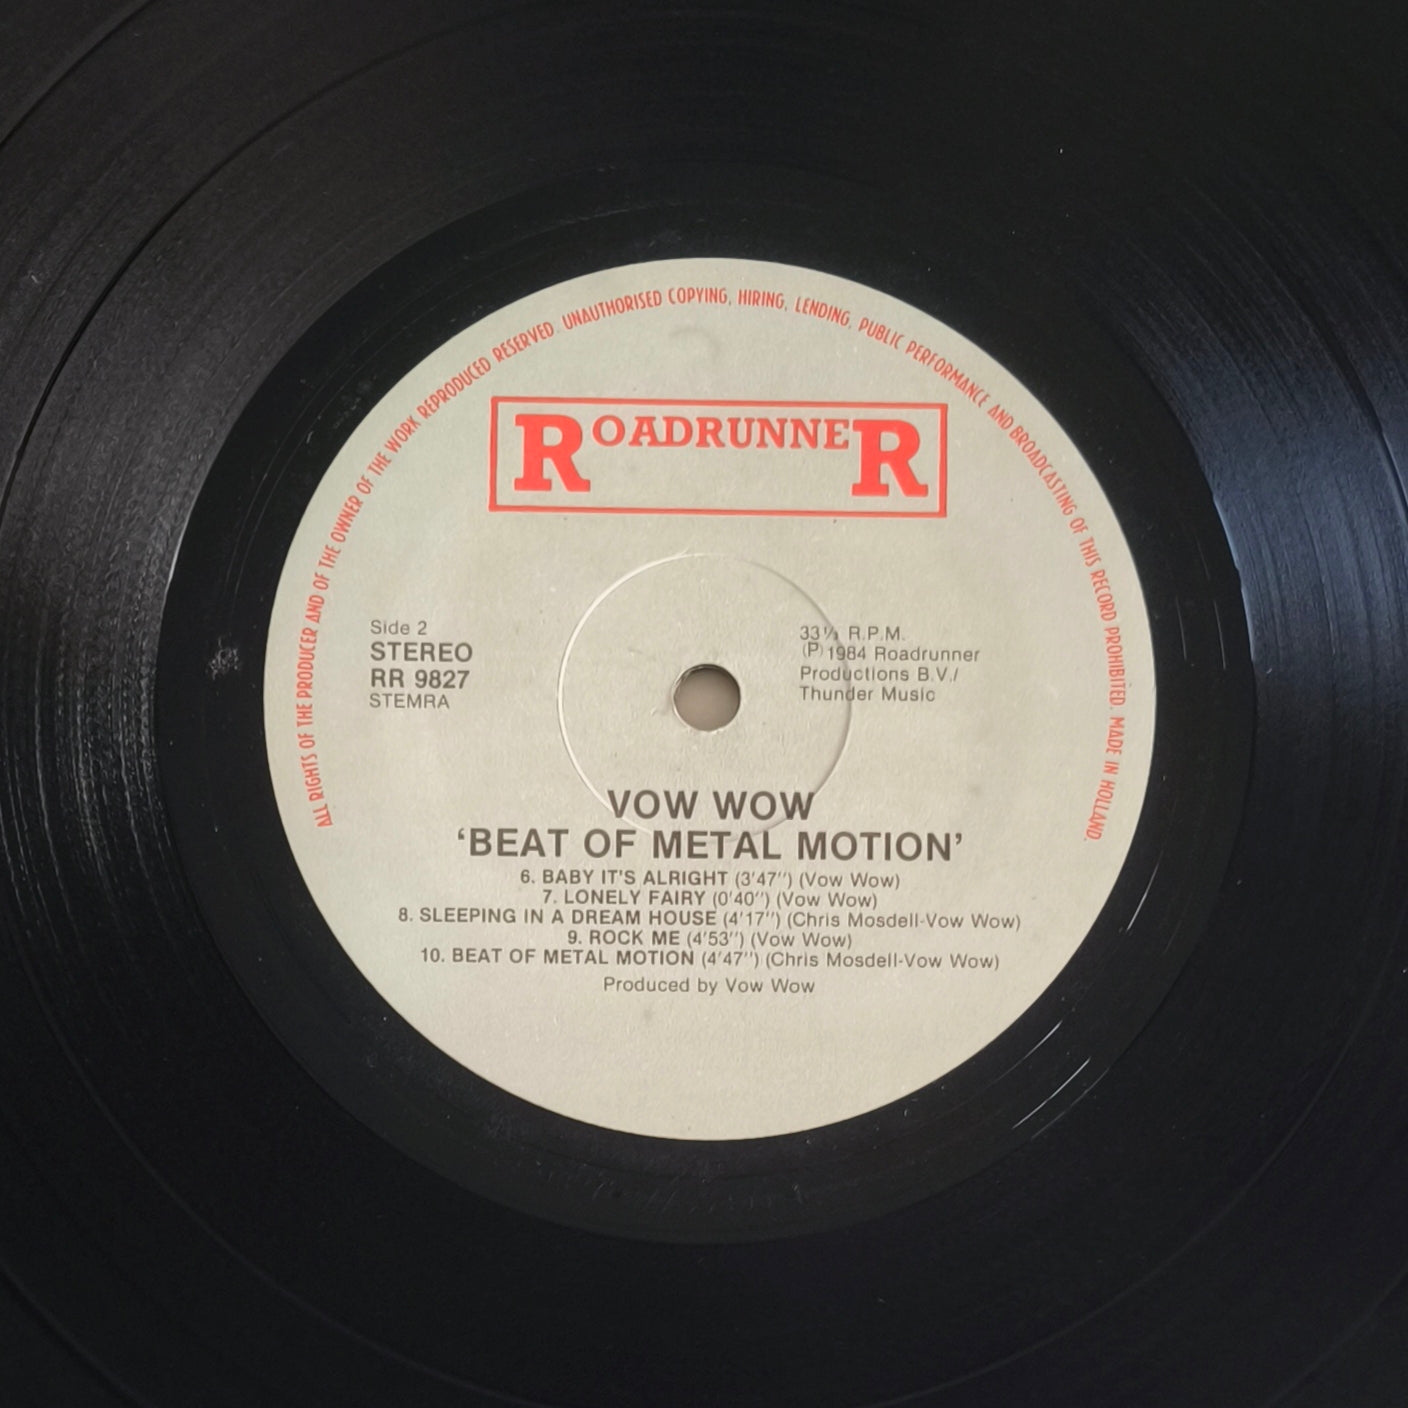 ALL RIGHTS OF THE PRODUCER AND OF THE OWNER OF THE WORK REPRODUCED RESERVED. UNAUTHORISED COPYING, HIRING, LENDING, PUBLIC PERFORMANCE AND BROADCASTING OF THIS RECORD PROHIBITED. MADE IN HOLLAND.
ROADRUNNER
Side 2
STEREO
RR 9827
STEMRA
33⅓ R.P.M.
(P) 1984 Roadrunner
Productions B.V./
Thunder Music
VOW WOW
‘BEAT OF METAL MOTION’
6. BABY IT'S ALRIGHT (3'47'') (Vow Wow)
7. LONELY FAIRY (0'40'') (Vow Wow)
8. SLEEPING IN A DREAM HOUSE (4'17'') (Chris Mosdell-Vow Wow)
9. ROCK ME (4'53'') (Vow Wow)
10. BEAT OF METAL MOTION (4'47'') (Chris Mosdell-Vow Wow)
Produced by Vow Wow